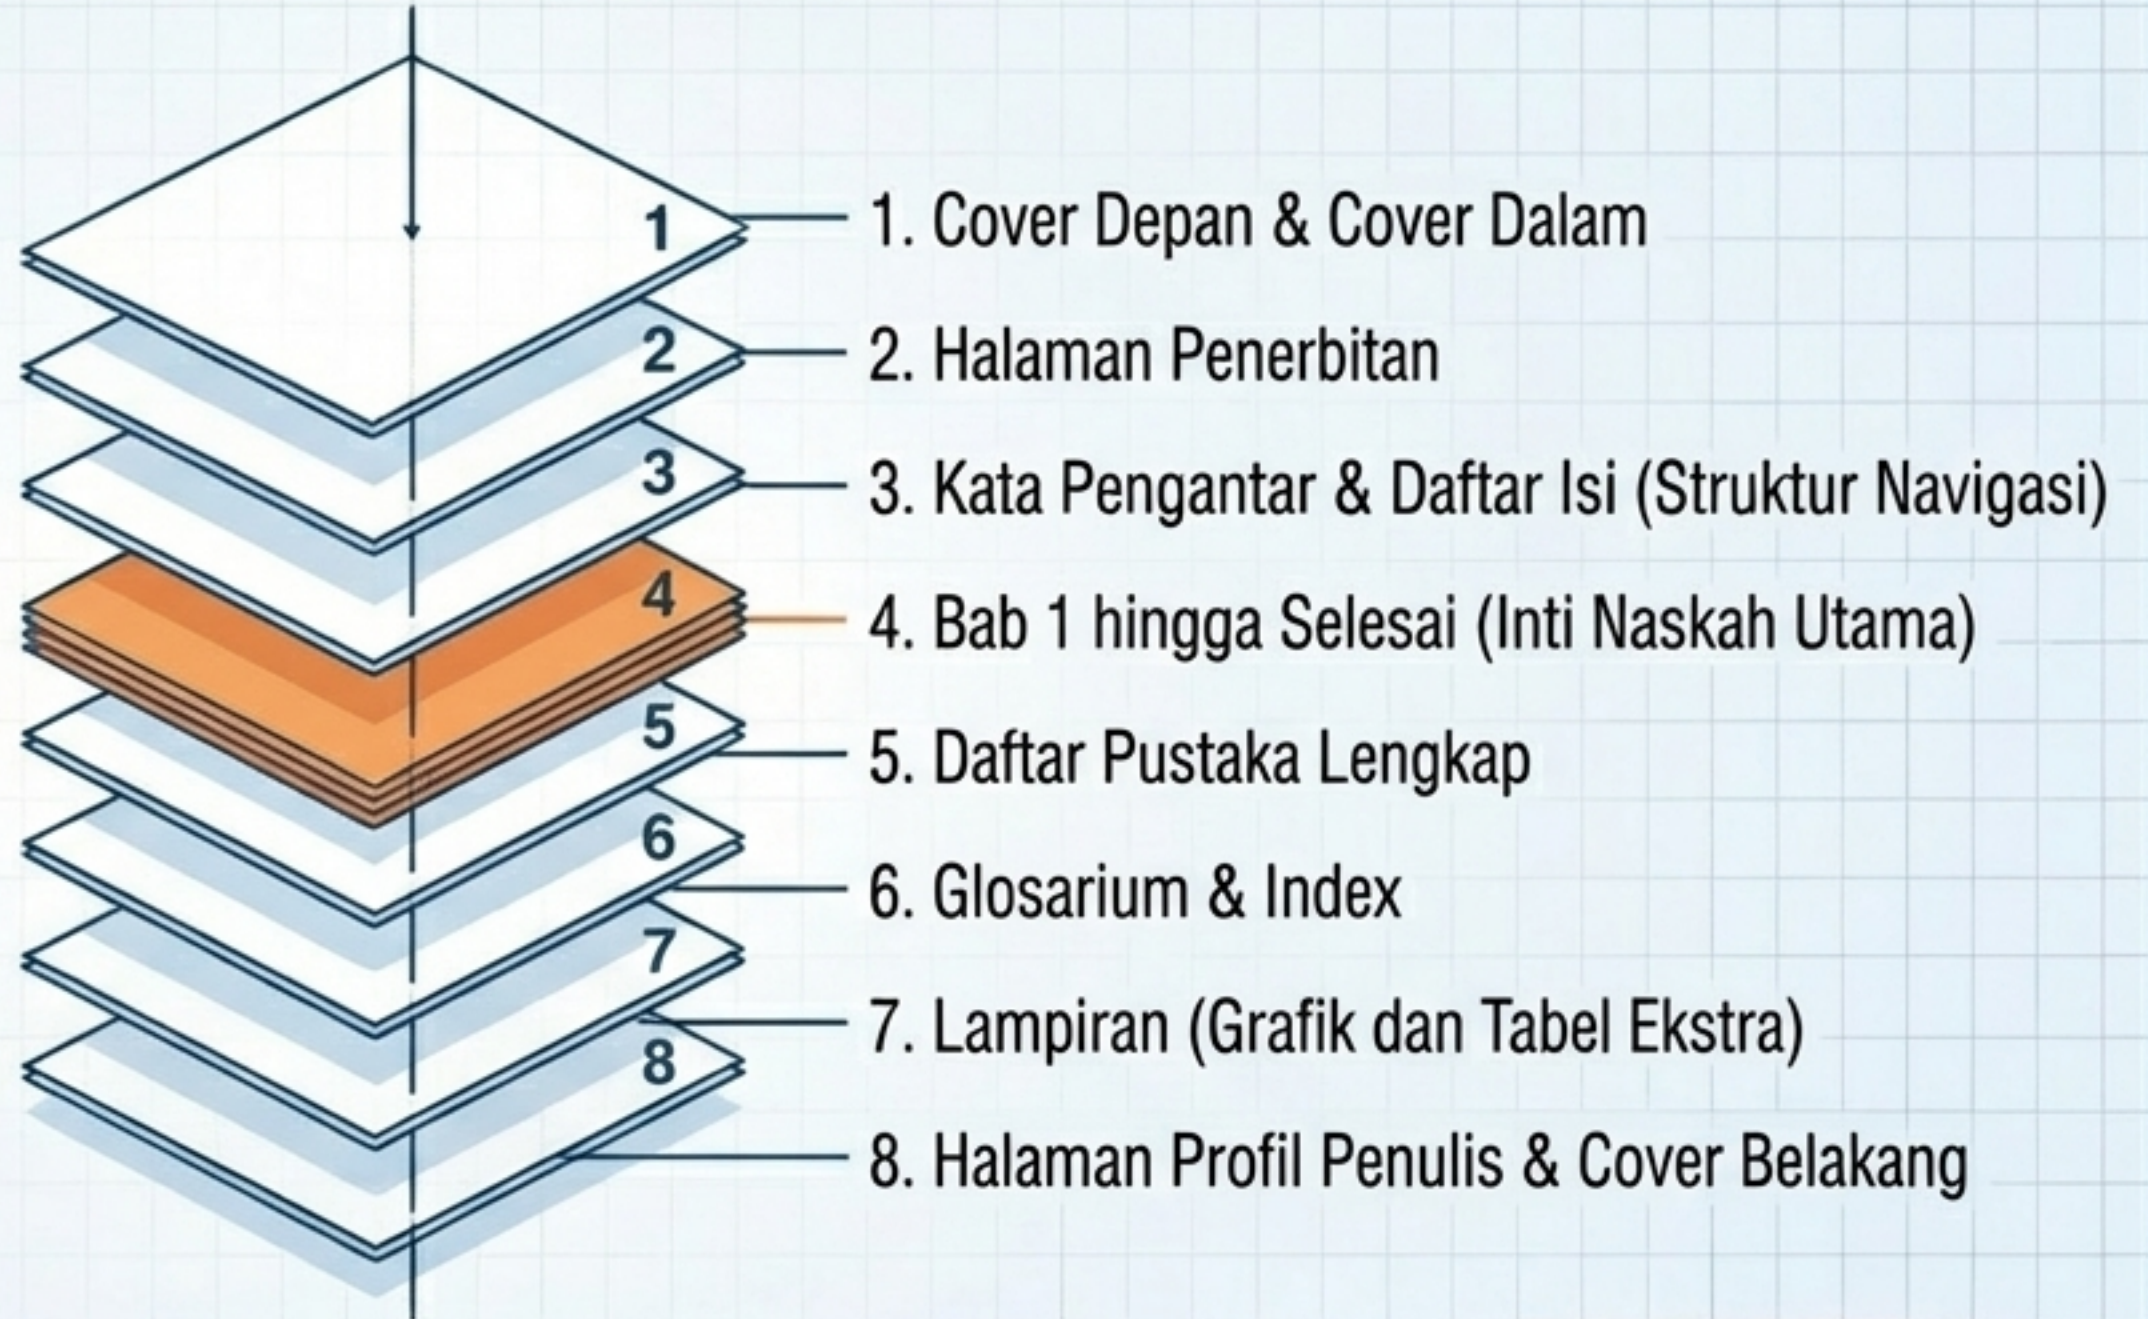 1
1. Cover Depan & Cover Dalam
2
2. Halaman Penerbitan
3
3. Kata Pengantar & Daftar Isi (Struktur Navigasi)
4
4. Bab 1 hingga Selesai (Inti Naskah Utama)
5
5. Daftar Pustaka Lengkap
6
6. Glosarium & Index
7
7. Lampiran (Grafik dan Tabel Ekstra)
8
8. Halaman Profil Penulis & Cover Belakang